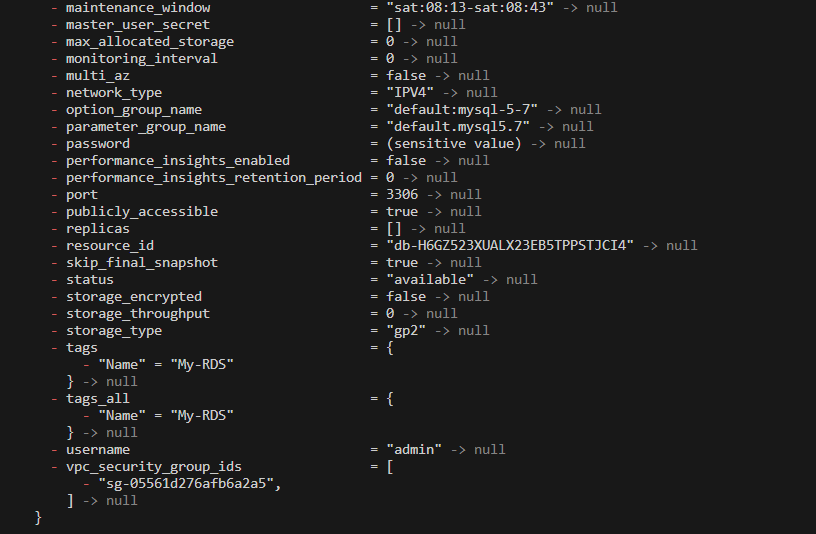 - maintenance_window                    = "sat:08:13-sat:08:43" -> null
- master_user_secret                    = [] -> null
- max_allocated_storage                 = 0 -> null
- monitoring_interval                   = 0 -> null
- multi_az                              = false -> null
- network_type                          = "IPV4" -> null
- option_group_name                     = "default:mysql-5-7" -> null
- parameter_group_name                  = "default.mysql5.7" -> null
- password                              = (sensitive value) -> null
- performance_insights_enabled          = false -> null
- performance_insights_retention_period = 0 -> null
- port                                  = 3306 -> null
- publicly_accessible                   = true -> null
- replicas                              = [] -> null
- resource_id                           = "db-H6GZ523XUALX23EB5TPPSTJCI4" -> null
- skip_final_snapshot                   = true -> null
- status                                = "available" -> null
- storage_encrypted                     = false -> null
- storage_throughput                    = 0 -> null
- storage_type                          = "gp2" -> null
- tags                                  = {
    - "Name" = "My-RDS"
  } -> null
- tags_all                              = {
    - "Name" = "My-RDS"
  } -> null
- username                              = "admin" -> null
- vpc_security_group_ids                = [
    - "sg-05561d276afb6a2a5",
  ] -> null
}